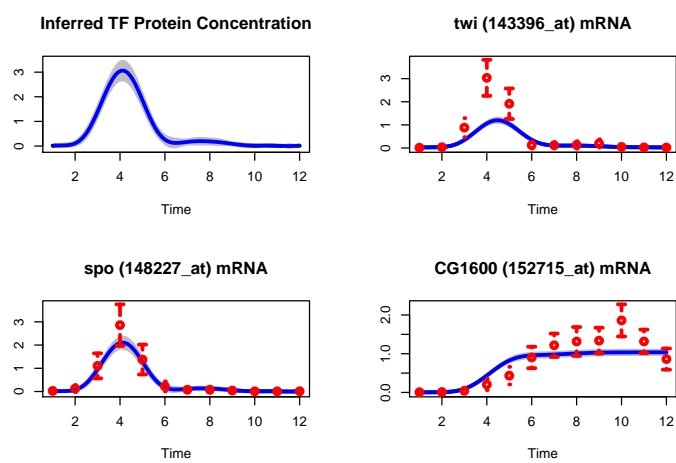 Inferred TF Protein Concentration
0 1 2 3
2 4 6 8 10 12
Time
twi (143396_at) mRNA
0 1 2 3
2 4 6 8 10 12
Time
spo (148227_at) mRNA
0 1 2 3
2 4 6 8 10 12
Time
CG1600 (152715_at) mRNA
0.0 1.0 2.0
2 4 6 8 10 12
Time